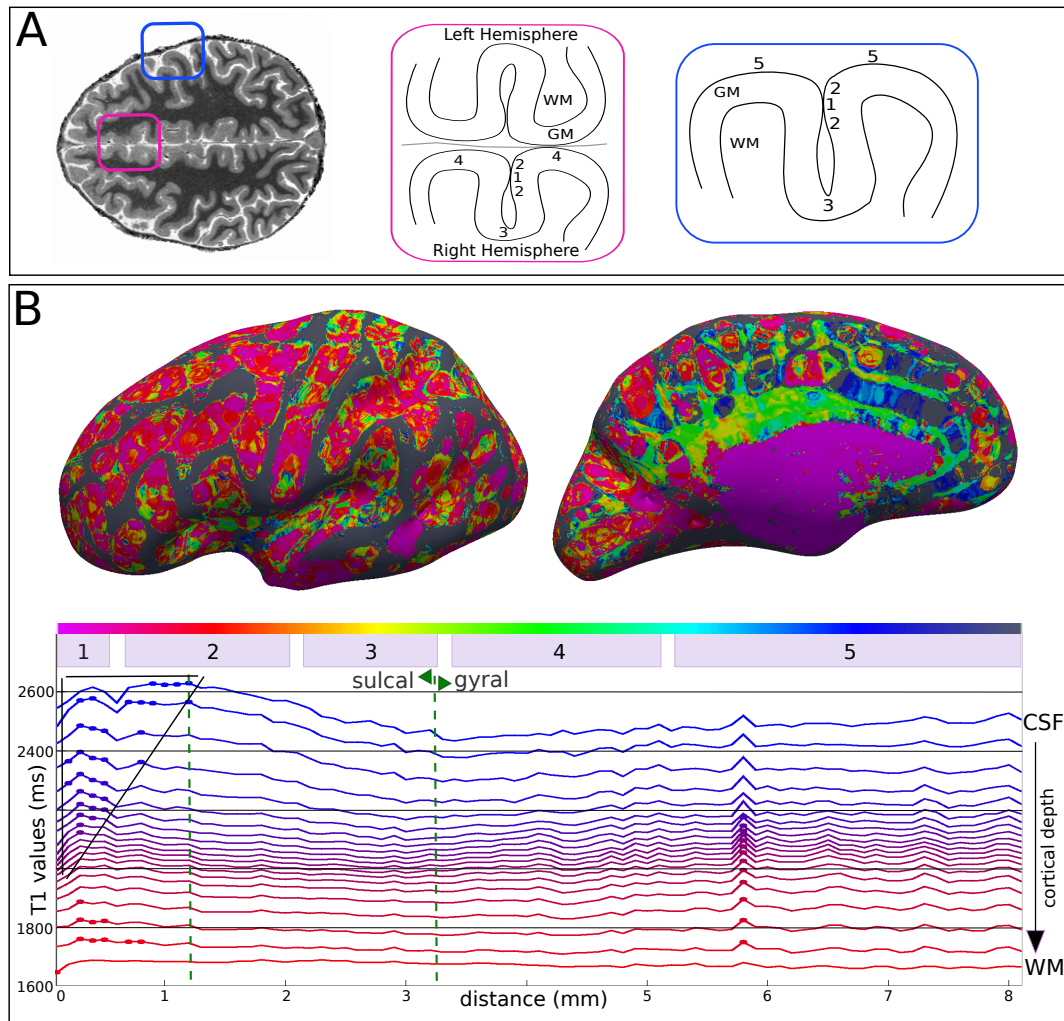 A
Left Hemisphere
WM
GM
4 2 4
1
2
3
Right Hemisphere
5 5
GM 2
1
WM 2
3
B
1 2 3 4 5
sulcal gyral
2600
2400
1800
1600
T1 values (ms)
CSF
cortical depth
WM
0 1 2 3 4 5 6 7 8
distance (mm)